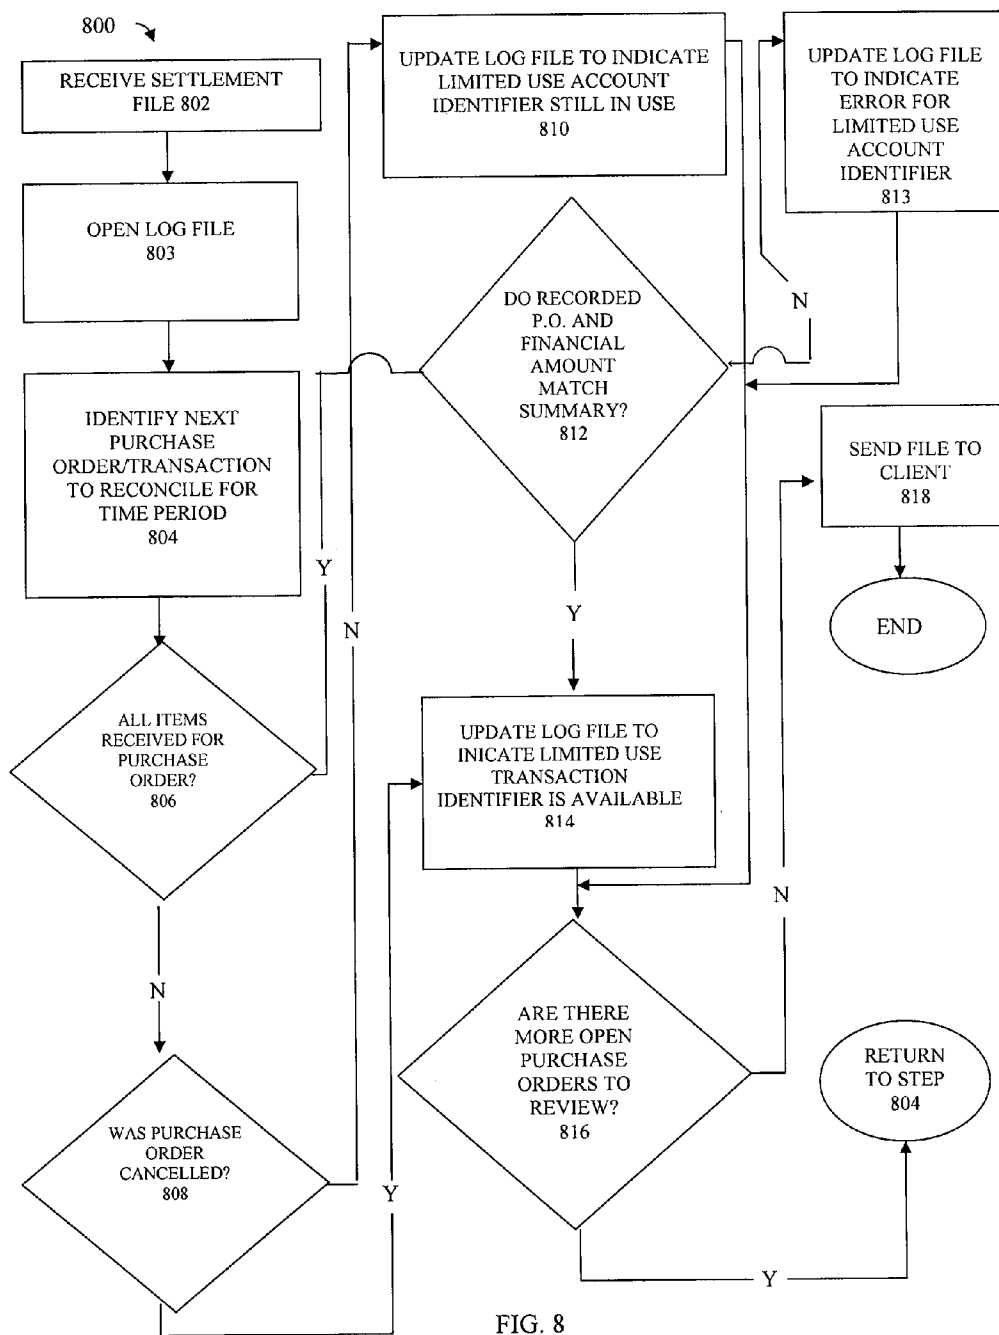 800
RECEIVE SETTLEMENT
FILE 802
OPEN LOG FILE
803
IDENTIFY NEXT
PURCHASE
ORDER/TRANSACTION
TO RECONCILE FOR
TIME PERIOD
804
ALL ITEMS
RECEIVED FOR
PURCHASE
ORDER?
806
Y
N
WAS PURCHASE
ORDER
CANCELLED?
808
N
Y
UPDATE LOG FILE TO INDICATE
LIMITED USE ACCOUNT
IDENTIFIER STILL IN USE
810
DO RECORDED
P.O. AND
FINANCIAL
AMOUNT
MATCH
SUMMARY?
812
N
Y
UPDATE LOG FILE
TO INDICATE
ERROR FOR
LIMITED USE
ACCOUNT
IDENTIFIER
813
UPDATE LOG FILE TO
INICATE LIMITED USE
TRANSACTION
IDENTIFIER IS AVAILABLE
814
ARE THERE
MORE OPEN
PURCHASE
ORDERS TO
REVIEW?
816
N
Y
SEND FILE TO
CLIENT
818
END
RETURN
TO STEP
804
FIG. 8